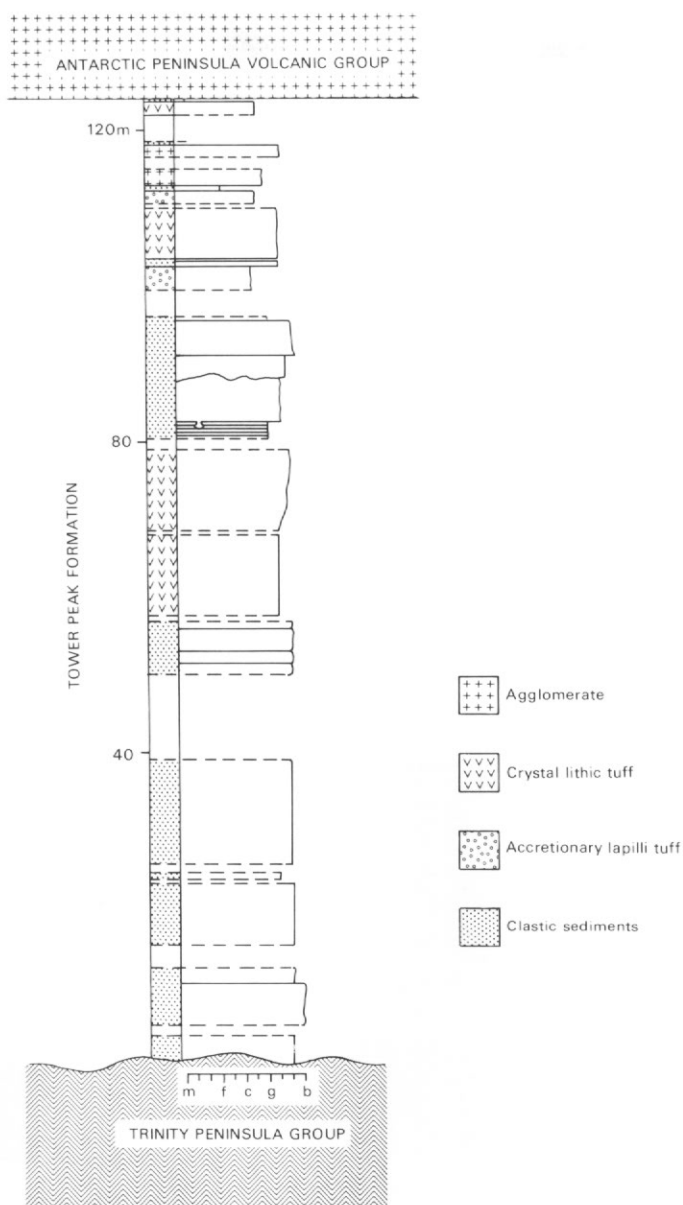 ANTARCTIC PENINSULA VOLCANIC GROUP
120m
80
TOWER PEAK FORMATION
40
Agglomerate
Crystal lithic tuff
Accretionary lapilli tuff
Clastic sediments
m f c g b
TRINITY PENINSULA GROUP